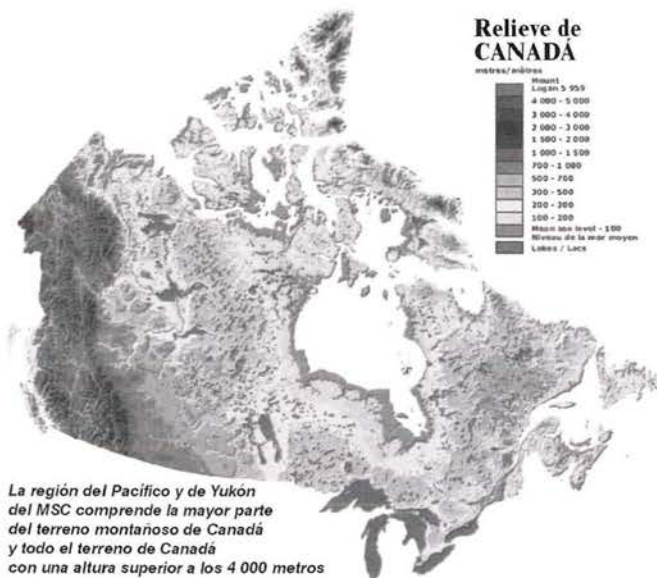 Relieve de
CANADÁ
metres/mètres
Mount
Logan 5 959
4 000 - 5 000
3 000 - 4 000
2 000 - 3 000
1 500 - 2 000
1 000 - 1 500
700 - 1 000
500 - 700
300 - 500
200 - 300
100 - 200
Mean sea level - 100
Niveau de la mer moyen
Lakes / Lacs
La región del Pacífico y de Yukón
del MSC comprende la mayor parte
del terreno montañoso de Canadá
y todo el terreno de Canadá
con una altura superior a los 4 000 metros